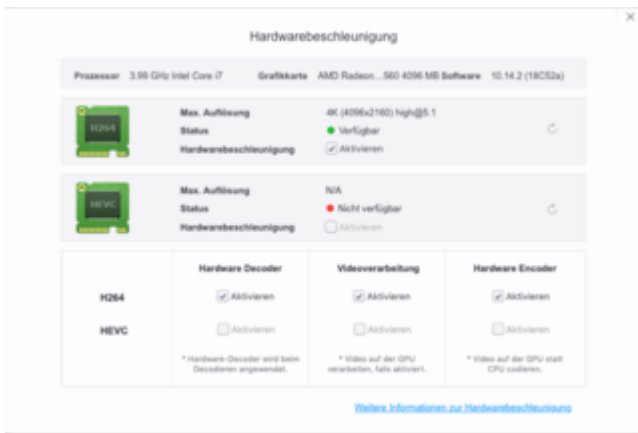 Hardwarebeschleunigung
Prozessor 3.99 GHz Intel Core i7 Grafikkarte AMD Radeon...560 4096 MB Software 10.14.2 (18C52a)
H264
Max. Auflösung 4K (4096x2160) high@5.1
Status Verfügbar
Hardwarebeschleunigung Aktivieren
HEVC
Max. Auflösung N/A
Status Nicht verfügbar
Hardwarebeschleunigung Aktivieren
Hardware Decoder Videoverarbeitung Hardware Encoder
H264 Aktivieren Aktivieren Aktivieren
HEVC Aktivieren Aktivieren Aktivieren
* Hardware-Decoder wird beim * Video auf der GPU * Video auf der GPU statt
Decodieren angewendet. verarbeiten, falls aktiviert. CPU codieren.
Weitere Informationen zur Hardwarebeschleunigung